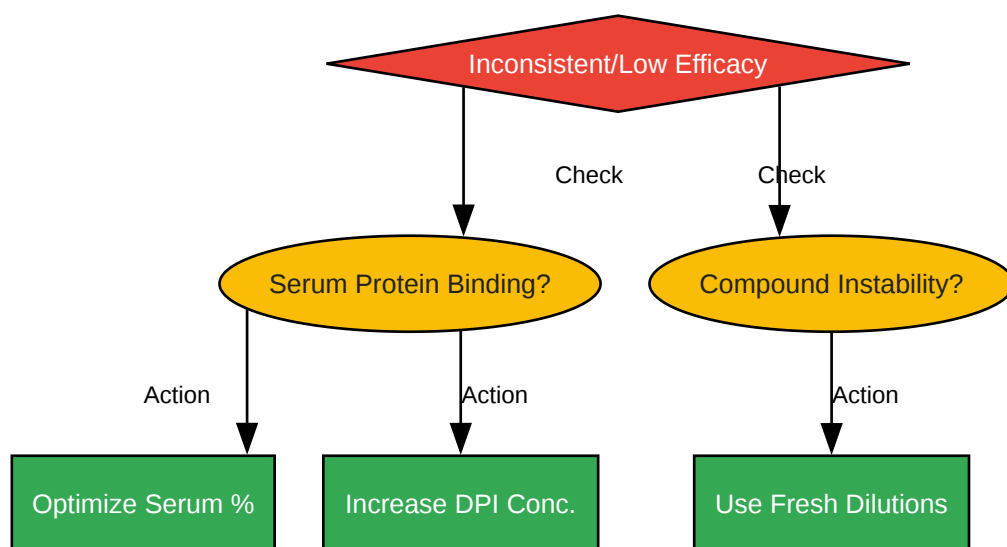 Inconsistent/Low Efficacy
Check
Check
Serum Protein Binding?
Compound Instability?
Action
Action
Action
Optimize Serum %
Increase DPI Conc.
Use Fresh Dilutions